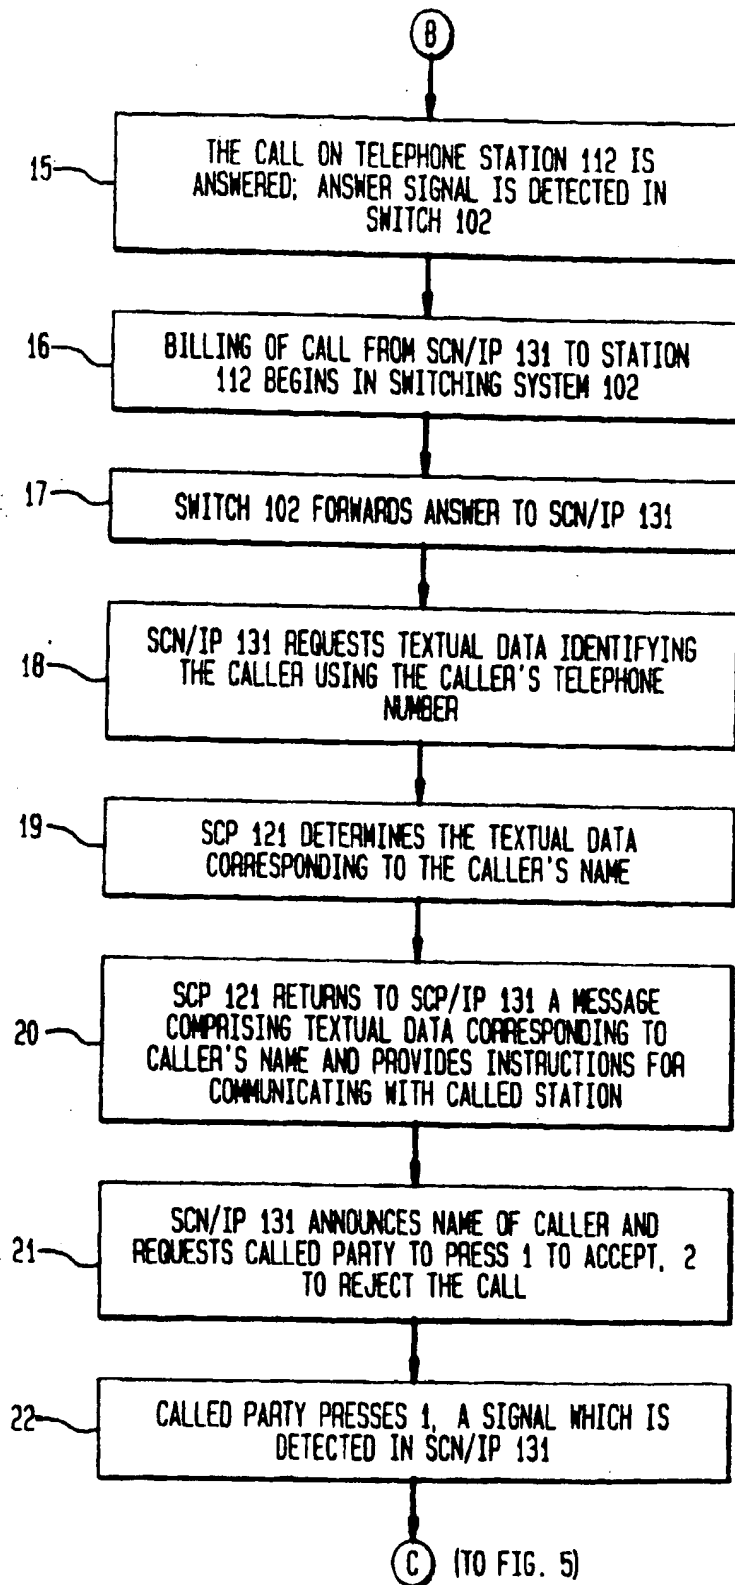 B
15
THE CALL ON TELEPHONE STATION 112 IS
ANSWERED; ANSWER SIGNAL IS DETECTED IN
SWITCH 102
16
BILLING OF CALL FROM SCN/IP 131 TO STATION
112 BEGINS IN SWITCHING SYSTEM 102
17
SWITCH 102 FORWARDS ANSWER TO SCN/IP 131
18
SCN/IP 131 REQUESTS TEXTUAL DATA IDENTIFYING
THE CALLER USING THE CALLER'S TELEPHONE
NUMBER
19
SCP 121 DETERMINES THE TEXTUAL DATA
CORRESPONDING TO THE CALLER'S NAME
20
SCP 121 RETURNS TO SCP/IP 131 A MESSAGE
COMPRISING TEXTUAL DATA CORRESPONDING TO
CALLER'S NAME AND PROVIDES INSTRUCTIONS FOR
COMMUNICATING WITH CALLED STATION
21
SCN/IP 131 ANNOUNCES NAME OF CALLER AND
REQUESTS CALLED PARTY TO PRESS 1 TO ACCEPT, 2
TO REJECT THE CALL
22
CALLED PARTY PRESSES 1, A SIGNAL WHICH IS
DETECTED IN SCN/IP 131
C (TO FIG. 5)